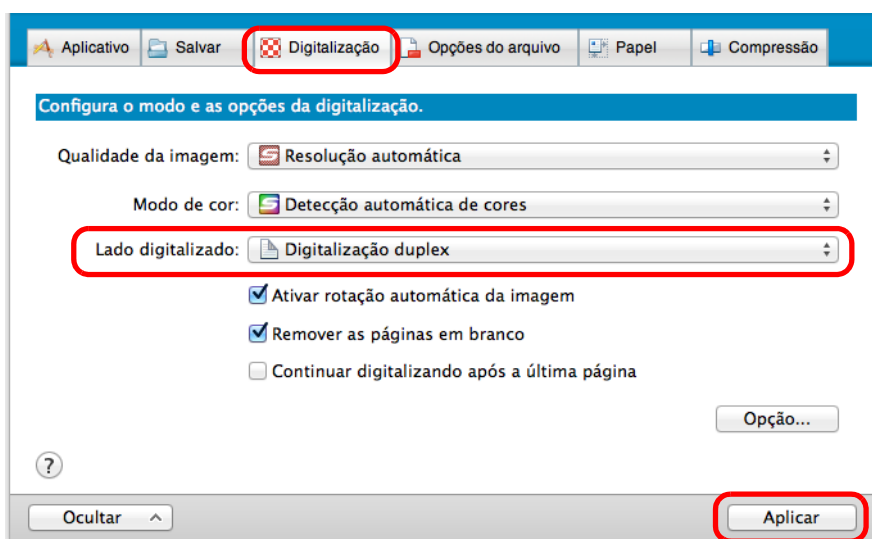 Aplicativo Salvar Digitalização Opções do arquivo Papel Compressão
Configura o modo e as opções da digitalização.
Qualidade da imagem: Resolução automática
Modo de cor: Detecção automática de cores
Lado digitalizado: Digitalização duplex
Ativar rotação automática da imagem
Remover as páginas em branco
Continuar digitalizando após a última página
Opção...
?
Ocultar Aplicar